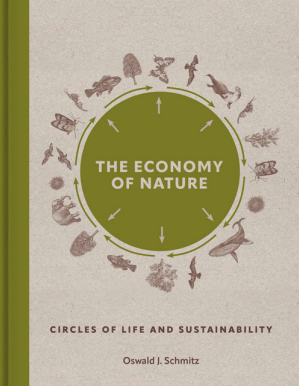 THE ECONOMY
OF NATURE
CIRCLES OF LIFE AND SUSTAINABILITY
Oswald J. Schmitz